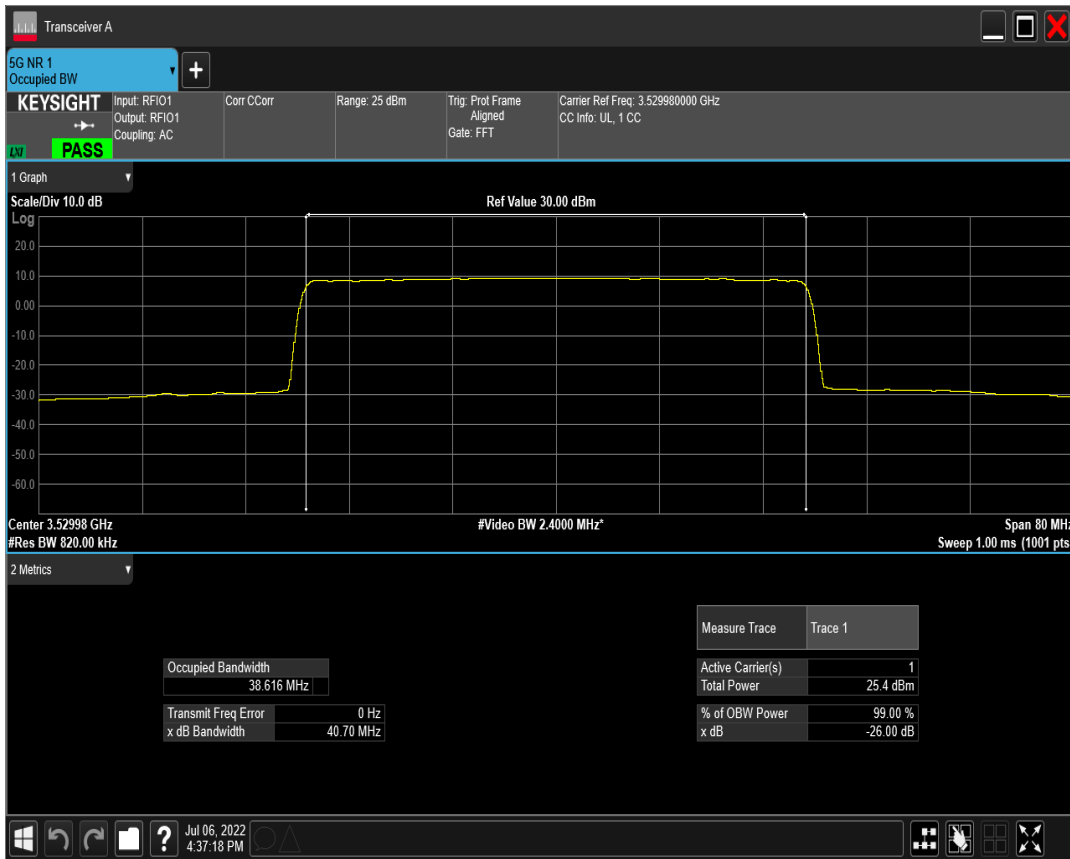 Transceiver A
5G NR 1
Occupied BW
+
KEYSIGHT
LXI
PASS
Input: RFIO1
Output: RFIO1
Coupling: AC
Corr CCorr
Range: 25 dBm
Trig: Prot Frame
Aligned
Gate: FFT
Carrier Ref Freq: 3.529980000 GHz
CC Info: UL, 1 CC
1 Graph
Scale/Div 10.0 dB
Ref Value 30.00 dBm
Log
20.0
10.0
0.00
-10.0
-20.0
-30.0
-40.0
-50.0
-60.0
Center 3.52998 GHz
#Video BW 2.4000 MHz*
Span 80 MHz
#Res BW 820.00 kHz
Sweep 1.00 ms (1001 pts
2 Metrics
Measure Trace Trace 1
Occupied Bandwidth
38.616 MHz
Active Carrier(s) 1
Total Power 25.4 dBm
Transmit Freq Error 0 Hz
x dB Bandwidth 40.70 MHz
% of OBW Power 99.00 %
x dB -26.00 dB
?
Jul 06, 2022
4:37:18 PM